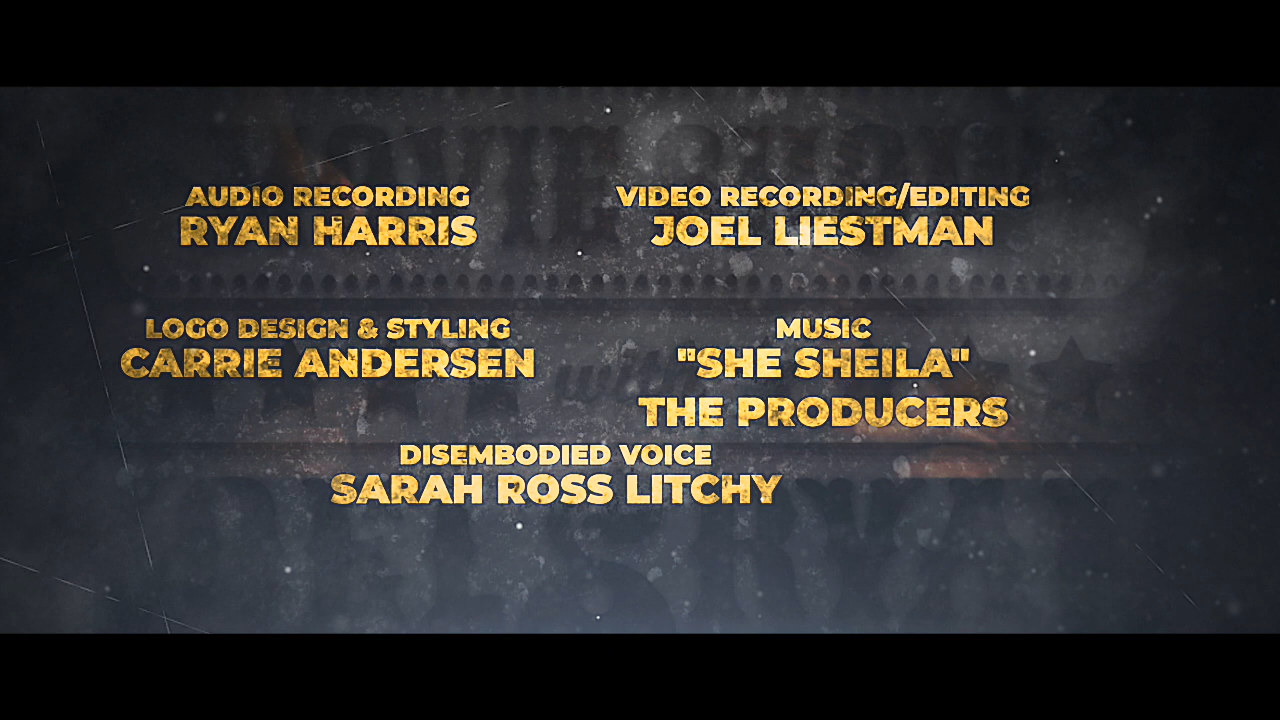 AUDIO RECORDING
RYAN HARRIS
VIDEO RECORDING/EDITING
JOEL LIESTMAN
LOGO DESIGN & STYLING
CARRIE ANDERSEN
MUSIC
"SHE SHEILA"
THE PRODUCERS
DISEMBODIED VOICE
SARAH ROSS LITCHY
with